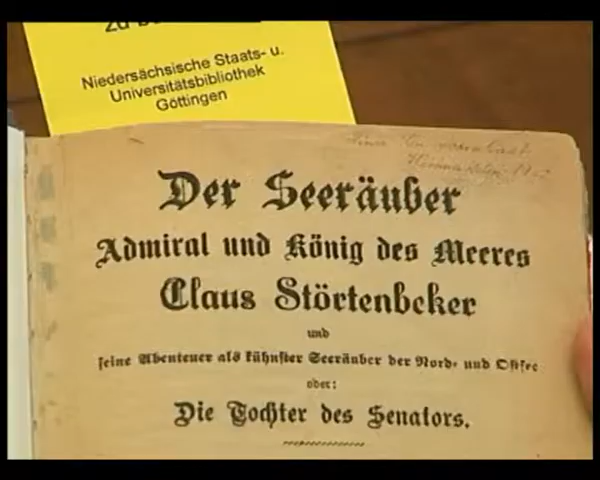 zu
Niedersächsische Staats- u.
Universitätsbibliothek
Göttingen
Der Seeräuber
Admiral und König des Meeres
Claus Störtenbeker
und
seine Abenteuer als kühnster Seeräuber der Nord- und Ostsee
oder:
Die Tochter des Senators.